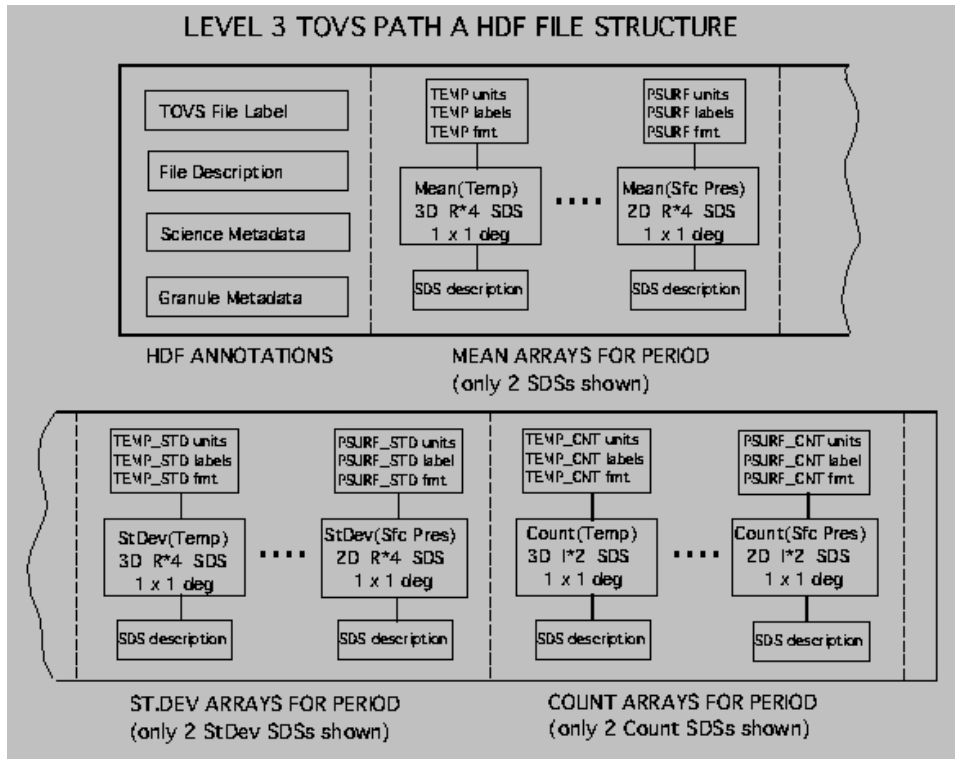 LEVEL 3 TOVS PATH A HDF FILE STRUCTURE
TOVS File Label
File Description
Science Metadata
Granule Metadata
HDF ANNOTATIONS
TEMP units
TEMP labels
TEMP fmt
Mean(Temp)
3D R*4 SDS
1 x 1 deg
SDS description
....
PSURF units
PSURF labels
PSURF fmt
Mean(Sfc Pres)
2D R*4 SDS
1 x 1 deg
SDS description
MEAN ARRAYS FOR PERIOD
(only 2 SDSs shown)
TEMP_STD units
TEMP_STD labels
TEMP_STD fmt
StDev(Temp)
3D R*4 SDS
1 x 1 deg
SDS description
....
PSURF_STD units
PSURF_STD label
PSURF_STD fmt
StDev(Sfc Pres)
2D R*4 SDS
1 x 1 deg
SDS description
ST.DEV ARRAYS FOR PERIOD
(only 2 StDev SDSs shown)
TEMP_CNT units
TEMP_CNT labels
TEMP_CNT fmt
Count(Temp)
3D I*2 SDS
1 x 1 deg
SDS description
....
PSURF_CNT units
PSURF_CNT label
PSURF_CNT fmt
Count(Sfc Pres)
2D I*2 SDS
1 x 1 deg
SDS description
COUNT ARRAYS FOR PERIOD
(only 2 Count SDSs shown)